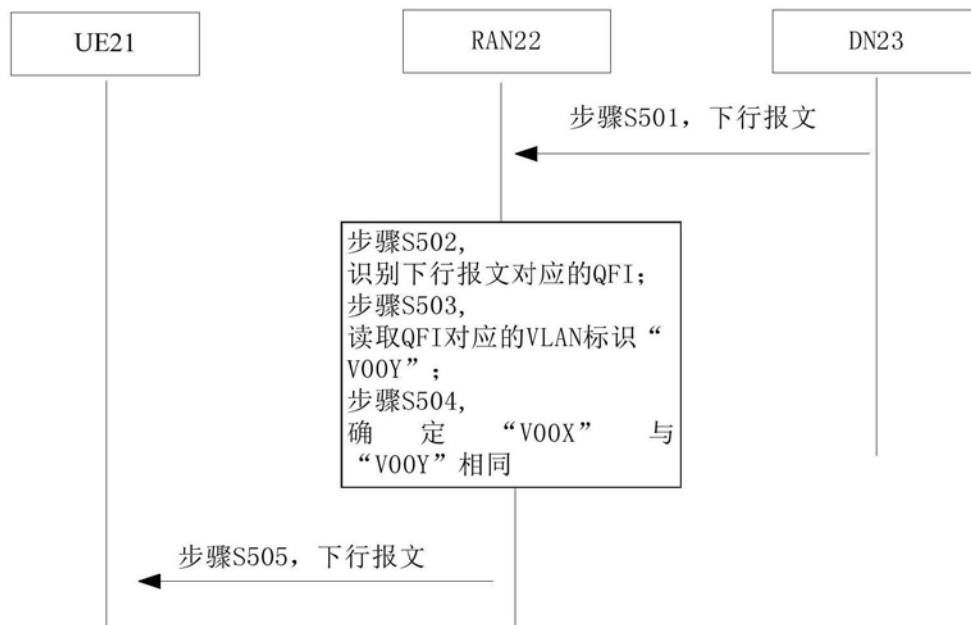 UE21
RAN22
DN23
步骤S501，下行报文
步骤S502,
识别下行报文对应的QFI;
步骤S503,
读取QFI对应的VLAN标识“
V00Y”;
步骤S504,
确 定 “V00X” 与
“V00Y”相同
步骤S505，下行报文